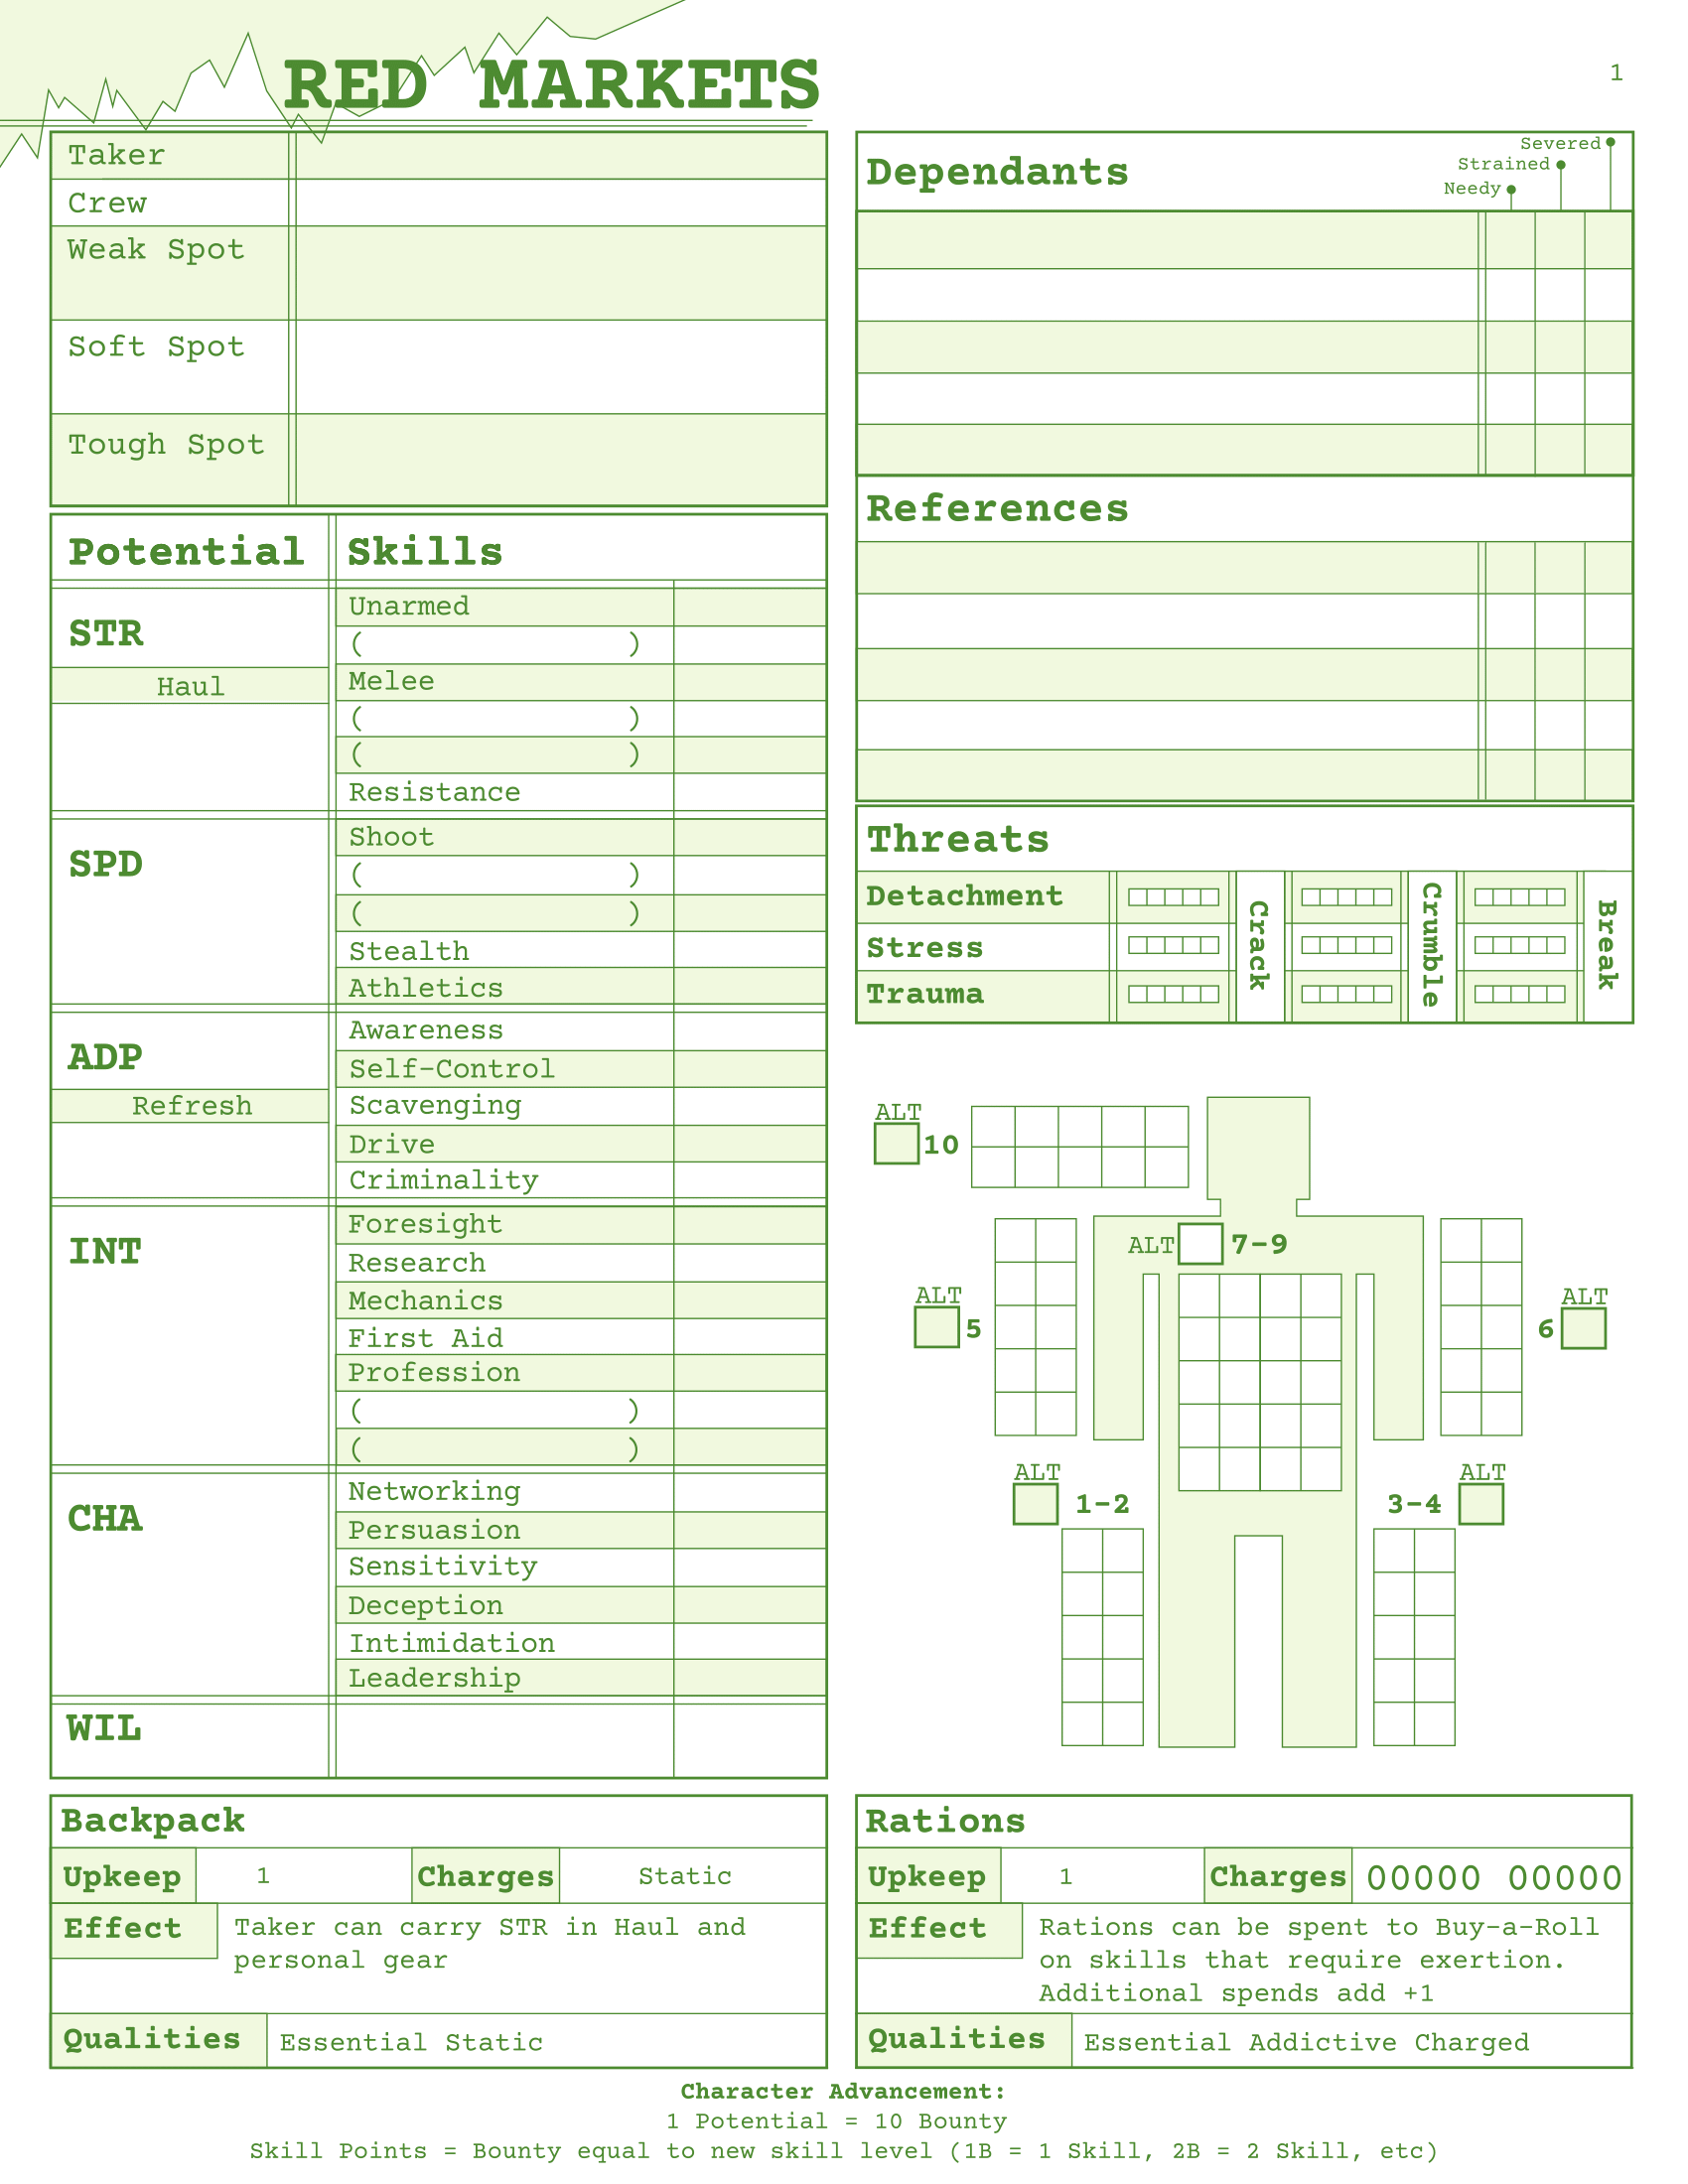 RED MARKETS
1
Taker
Crew
Weak Spot
Soft Spot
Tough Spot
Potential
Skills
STR
Haul
Unarmed
( )
Melee
( )
( )
Resistance
SPD
Shoot
( )
( )
Stealth
Athletics
ADP
Refresh
Awareness
Self-Control
Scavenging
Drive
Criminality
INT
Foresight
Research
Mechanics
First Aid
Profession
( )
( )
CHA
Networking
Persuasion
Sensitivity
Deception
Intimidation
Leadership
WIL
Dependants
Severed
Strained
Needy
References
Threats
Detachment
Stress
Trauma
Crack
Crumble
Break
ALT
10
ALT 7-9
ALT
5
ALT
6
ALT
1-2
ALT
3-4
Backpack
Upkeep 1 Charges Static
Effect Taker can carry STR in Haul and
personal gear
Qualities Essential Static
Rations
Upkeep 1 Charges OOOOO OOOOO
Effect Rations can be spent to Buy-a-Roll
on skills that require exertion.
Additional spends add +1
Qualities Essential Addictive Charged
Character Advancement:
1 Potential = 10 Bounty
Skill Points = Bounty equal to new skill level (1B = 1 Skill, 2B = 2 Skill, etc)